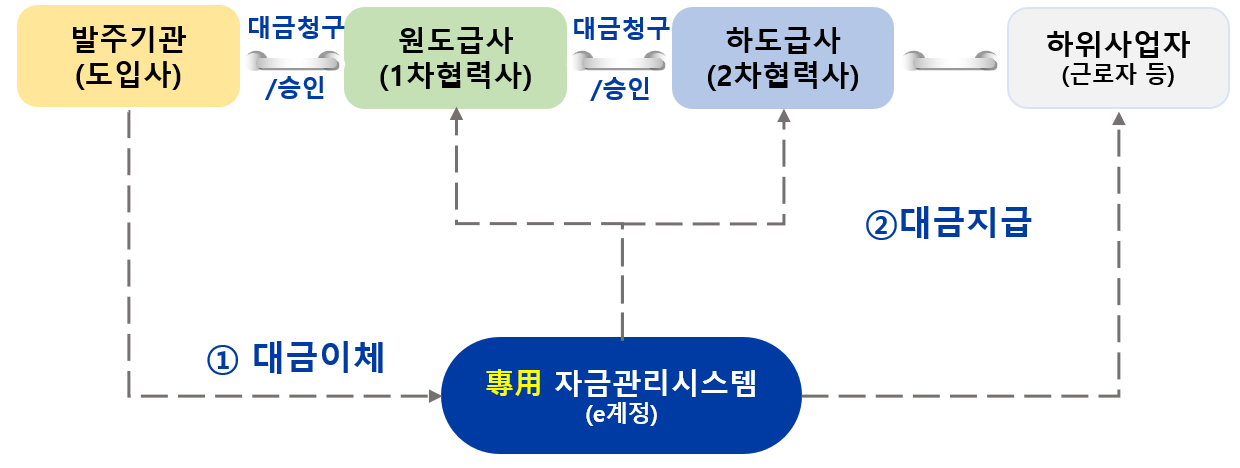 발주기관
(도입사)
대금청구
/승인
원도급사
(1차협력사)
대금청구
/승인
하도급사
(2차협력사)
하위사업자
(근로자 등)
②대금지급
① 대금이체
專用 자금관리시스템
(e계정)